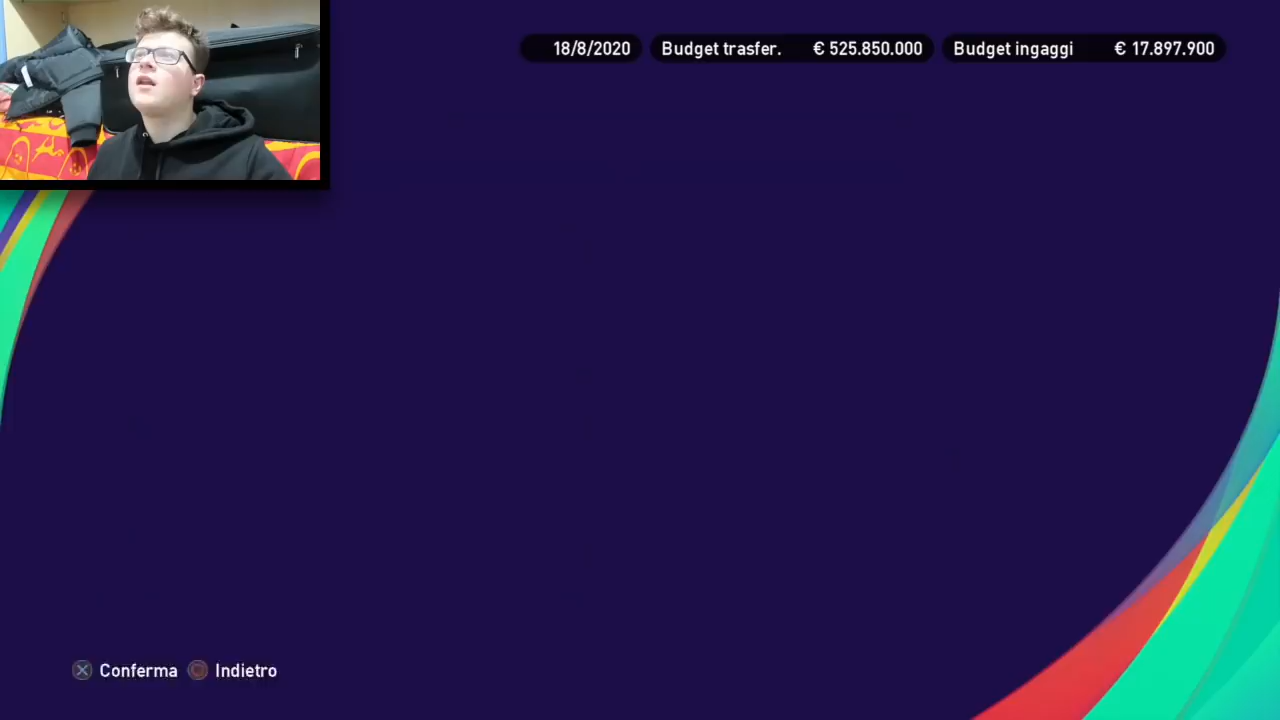 18/8/2020 Budget trasfer. € 525.850.000 Budget ingaggi € 17.897.900
Conferma Indietro